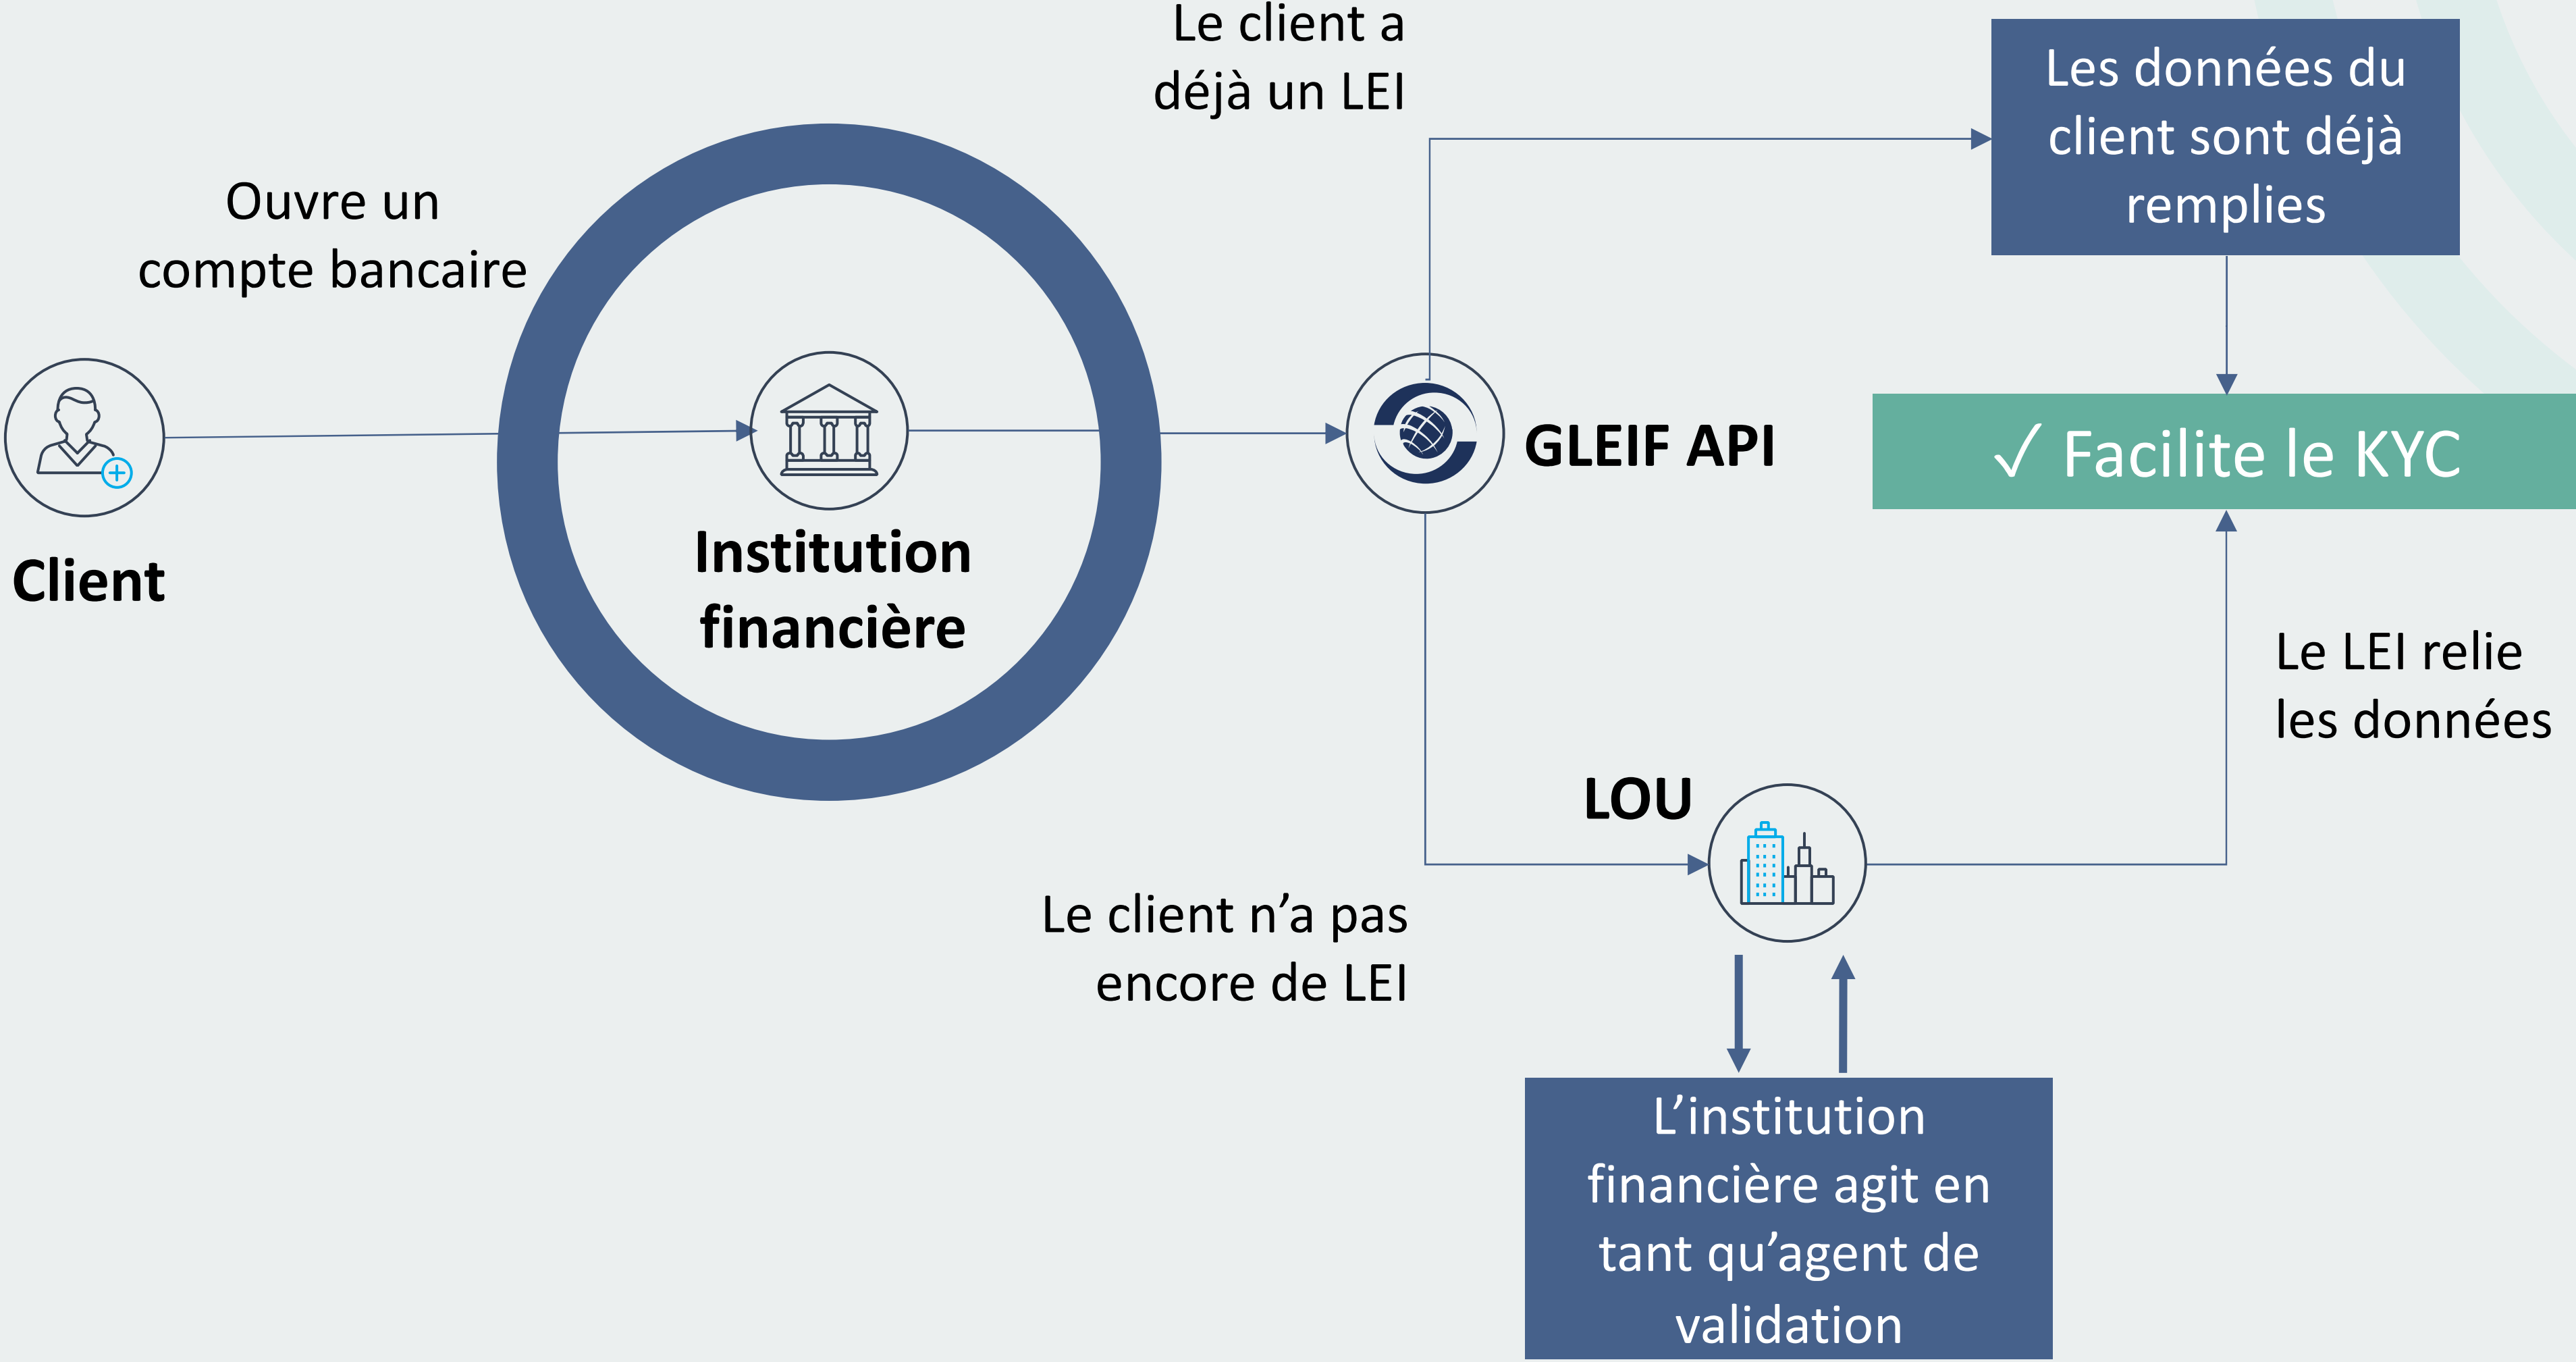 Le client a
déjà un LEI
Les données du
client sont déjà
remplies
Ouvre un
compte bancaire
Client
Institution
financière
GLEIF API
✓ Facilite le KYC
Le LEI relie
les données
LOU
Le client n’a pas
encore de LEI
L’institution
financière agit en
tant qu’agent de
validation